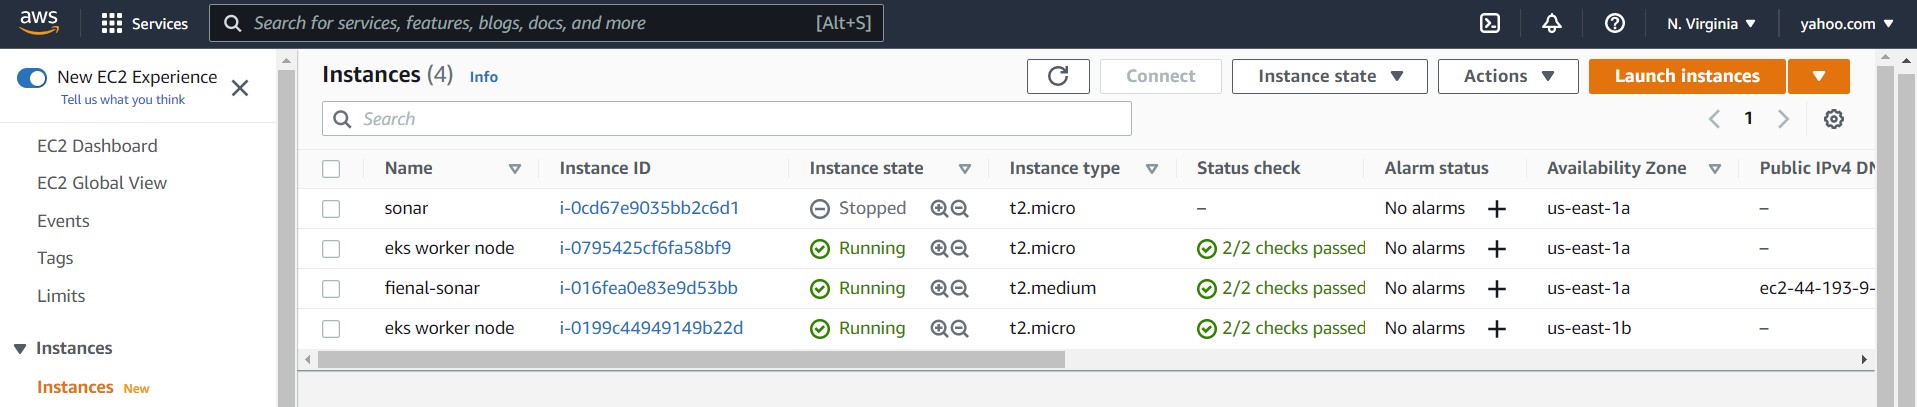 aws Services Search for services, features, blogs, docs, and more [Alt+S] N. Virginia yahoo.com
New EC2 Experience
Tell us what you think
EC2 Dashboard
EC2 Global View
Events
Tags
Limits
Instances
Instances New
Instances (4) Info Connect Instance state Actions Launch instances
Search 1
Name Instance ID Instance state Instance type Status check Alarm status Availability Zone Public IPv4 DN
sonar i-0cd67e9035bb2c6d1 Stopped t2.micro – No alarms + us-east-1a –
eks worker node i-0795425cf6fa58bf9 Running t2.micro 2/2 checks passed No alarms + us-east-1a –
fienal-sonar i-016fea0e83e9d53bb Running t2.medium 2/2 checks passed No alarms + us-east-1a ec2-44-193-9-
eks worker node i-0199c44949149b22d Running t2.micro 2/2 checks passed No alarms + us-east-1b –